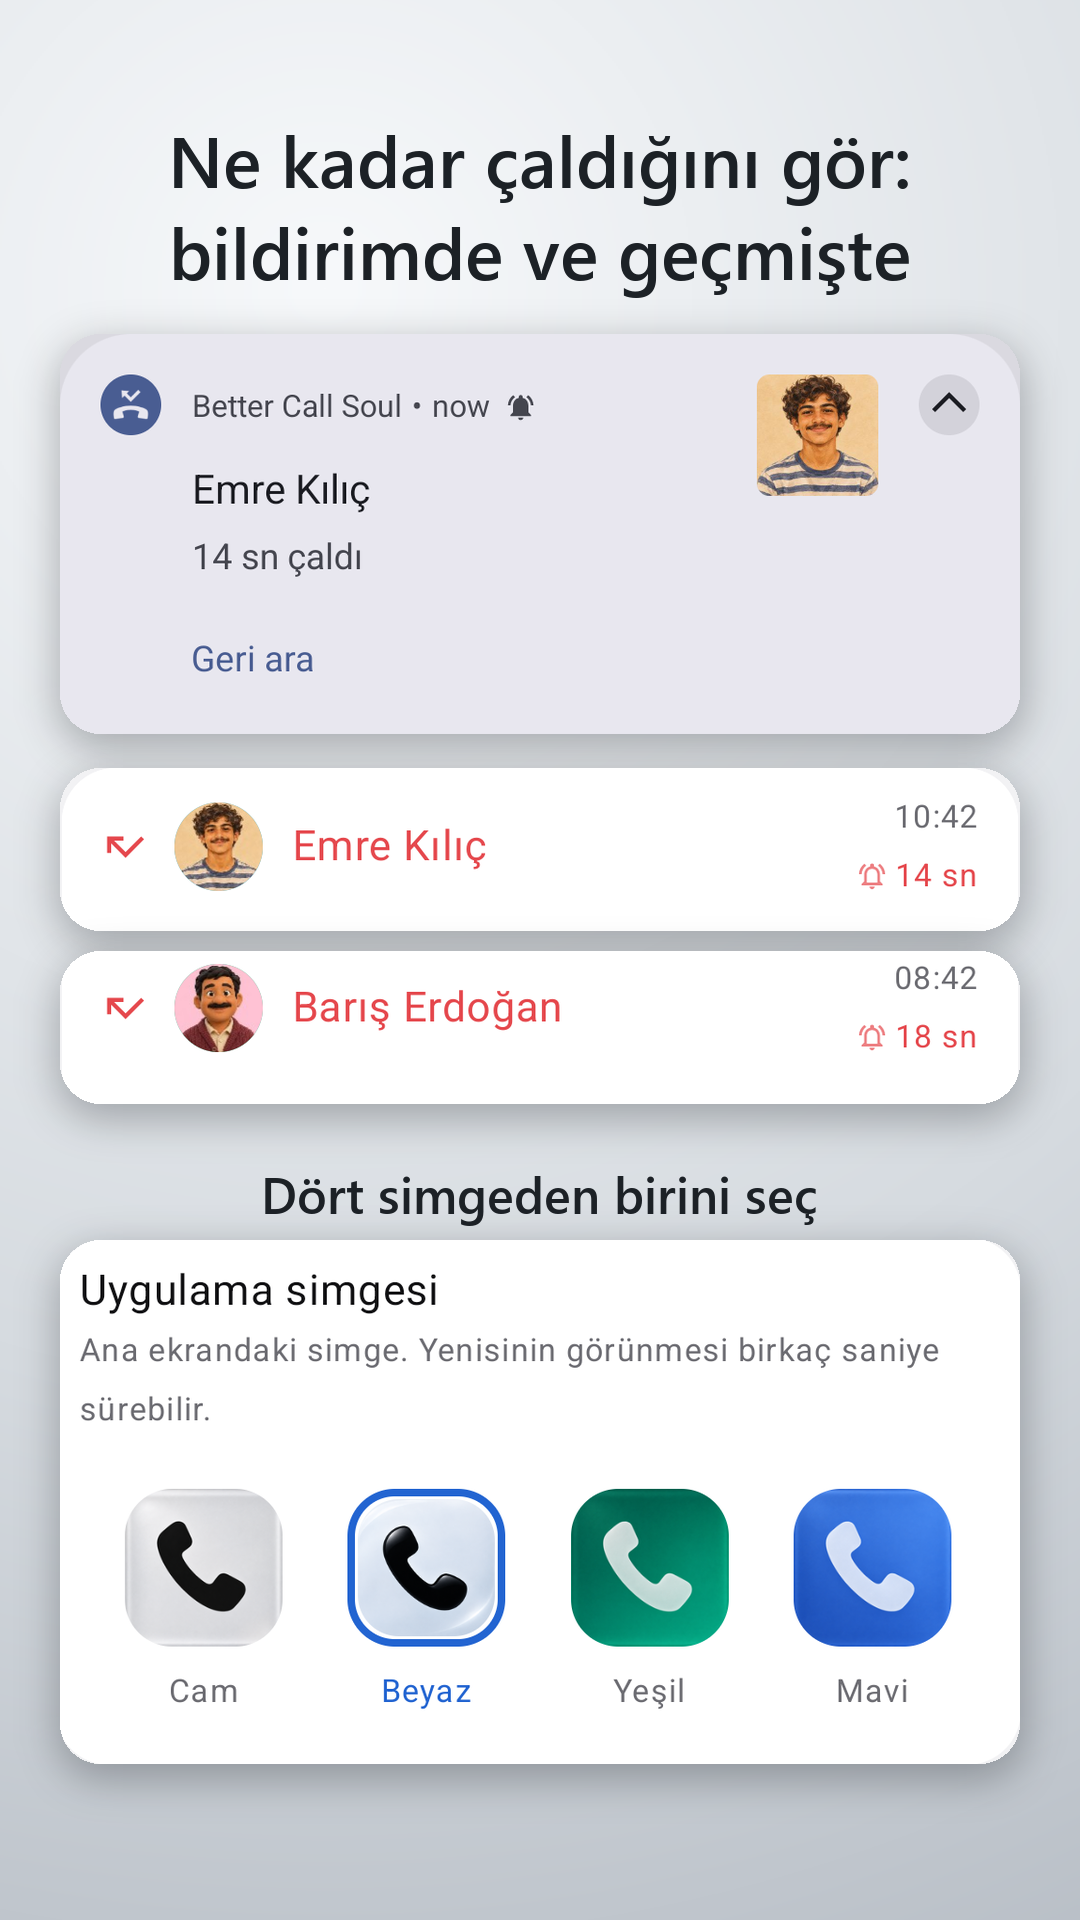 Ne kadar çaldığını gör:
bildirimde ve geçmişte
Better Call Soul • now
Emre Kılıç
14 sn çaldı
Geri ara
Emre Kılıç
10:42
14 sn
Barış Erdoğan
08:42
18 sn
Dört simgeden birini seç
Uygulama simgesi
Ana ekrandaki simge. Yenisinin görünmesi birkaç saniye
sürebilir.
Cam
Beyaz
Yeşil
Mavi